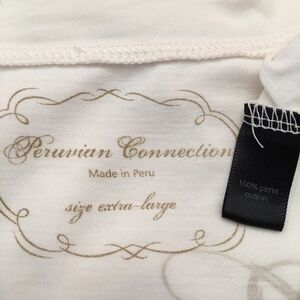 Peruvian Connection
Made in Peru
size extra-large
100% pima
cotton